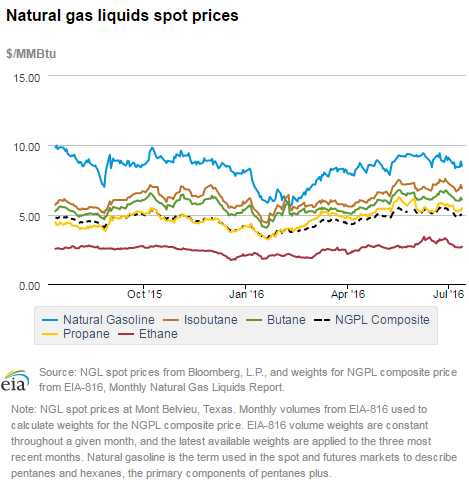 Natural gas liquids spot prices
$/MMBtu
15.00
10.00
5.00
0.00
Oct '15 Jan '16 Apr '16 Jul '16
Natural Gasoline Isobutane Butane NGPL Composite
Propane Ethane
eia
Source: NGL spot prices from Bloomberg, L.P., and weights for NGPL composite price
from EIA-816, Monthly Natural Gas Liquids Report.
Note: NGL spot prices at Mont Belvieu, Texas. Monthly volumes from EIA-816 used to
calculate weights for the NGPL composite price. EIA-816 volume weights are constant
throughout a given month, and the latest available weights are applied to the three most
recent months. Natural gasoline is the term used in the spot and futures markets to describe
pentanes and hexanes, the primary components of pentanes plus.